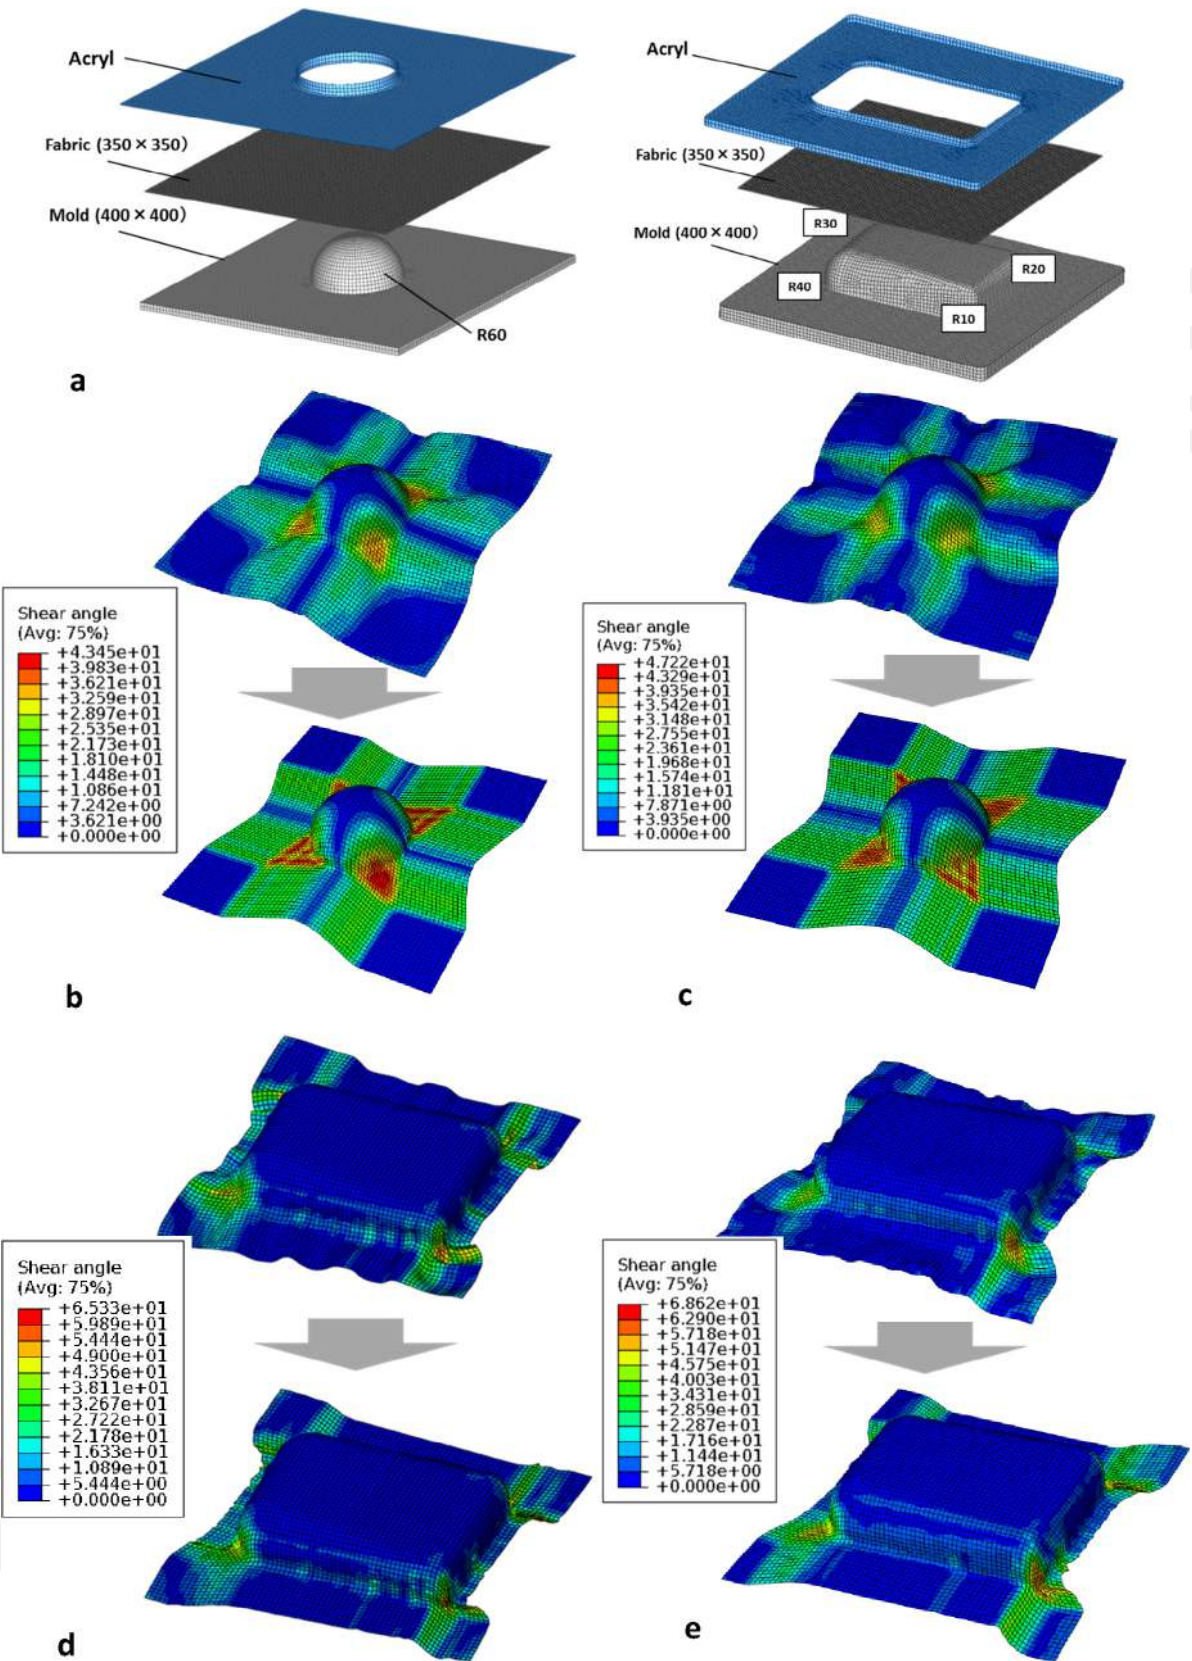 Acryl
Fabric (350 × 350)
Mold (400 × 400)
R60
Acryl
Fabric (350 × 350)
R30
Mold (400 × 400)
R20
R40
R10
a
Shear angle
(Avg: 75%)
+4.345e+01
+3.983e+01
+3.621e+01
+3.259e+01
+2.897e+01
+2.535e+01
+2.173e+01
+1.810e+01
+1.448e+01
+1.086e+01
+7.242e+00
+3.621e+00
+0.000e+00
b
Shear angle
(Avg: 75%)
+4.722e+01
+4.329e+01
+3.935e+01
+3.542e+01
+3.148e+01
+2.755e+01
+2.361e+01
+1.968e+01
+1.574e+01
+1.181e+01
+7.871e+00
+3.935e+00
+0.000e+00
c
Shear angle
(Avg: 75%)
+6.533e+01
+5.989e+01
+5.444e+01
+4.900e+01
+4.356e+01
+3.811e+01
+3.267e+01
+2.722e+01
+2.178e+01
+1.633e+01
+1.089e+01
+5.444e+00
+0.000e+00
d
Shear angle
(Avg: 75%)
+6.862e+01
+6.290e+01
+5.718e+01
+5.147e+01
+4.575e+01
+4.003e+01
+3.431e+01
+2.859e+01
+2.287e+01
+1.716e+01
+1.144e+01
+5.718e+00
+0.000e+00
e